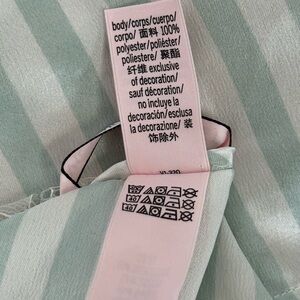 body/corps/cuerpo/
corpo/ 面料 100%
polyester/poliéster/
poliestere/ 聚酯
纤维 exclusive
of decoration/
sauf décoration/
no incluye la
decoración/esclusa
la decorazione/ 装
饰除外